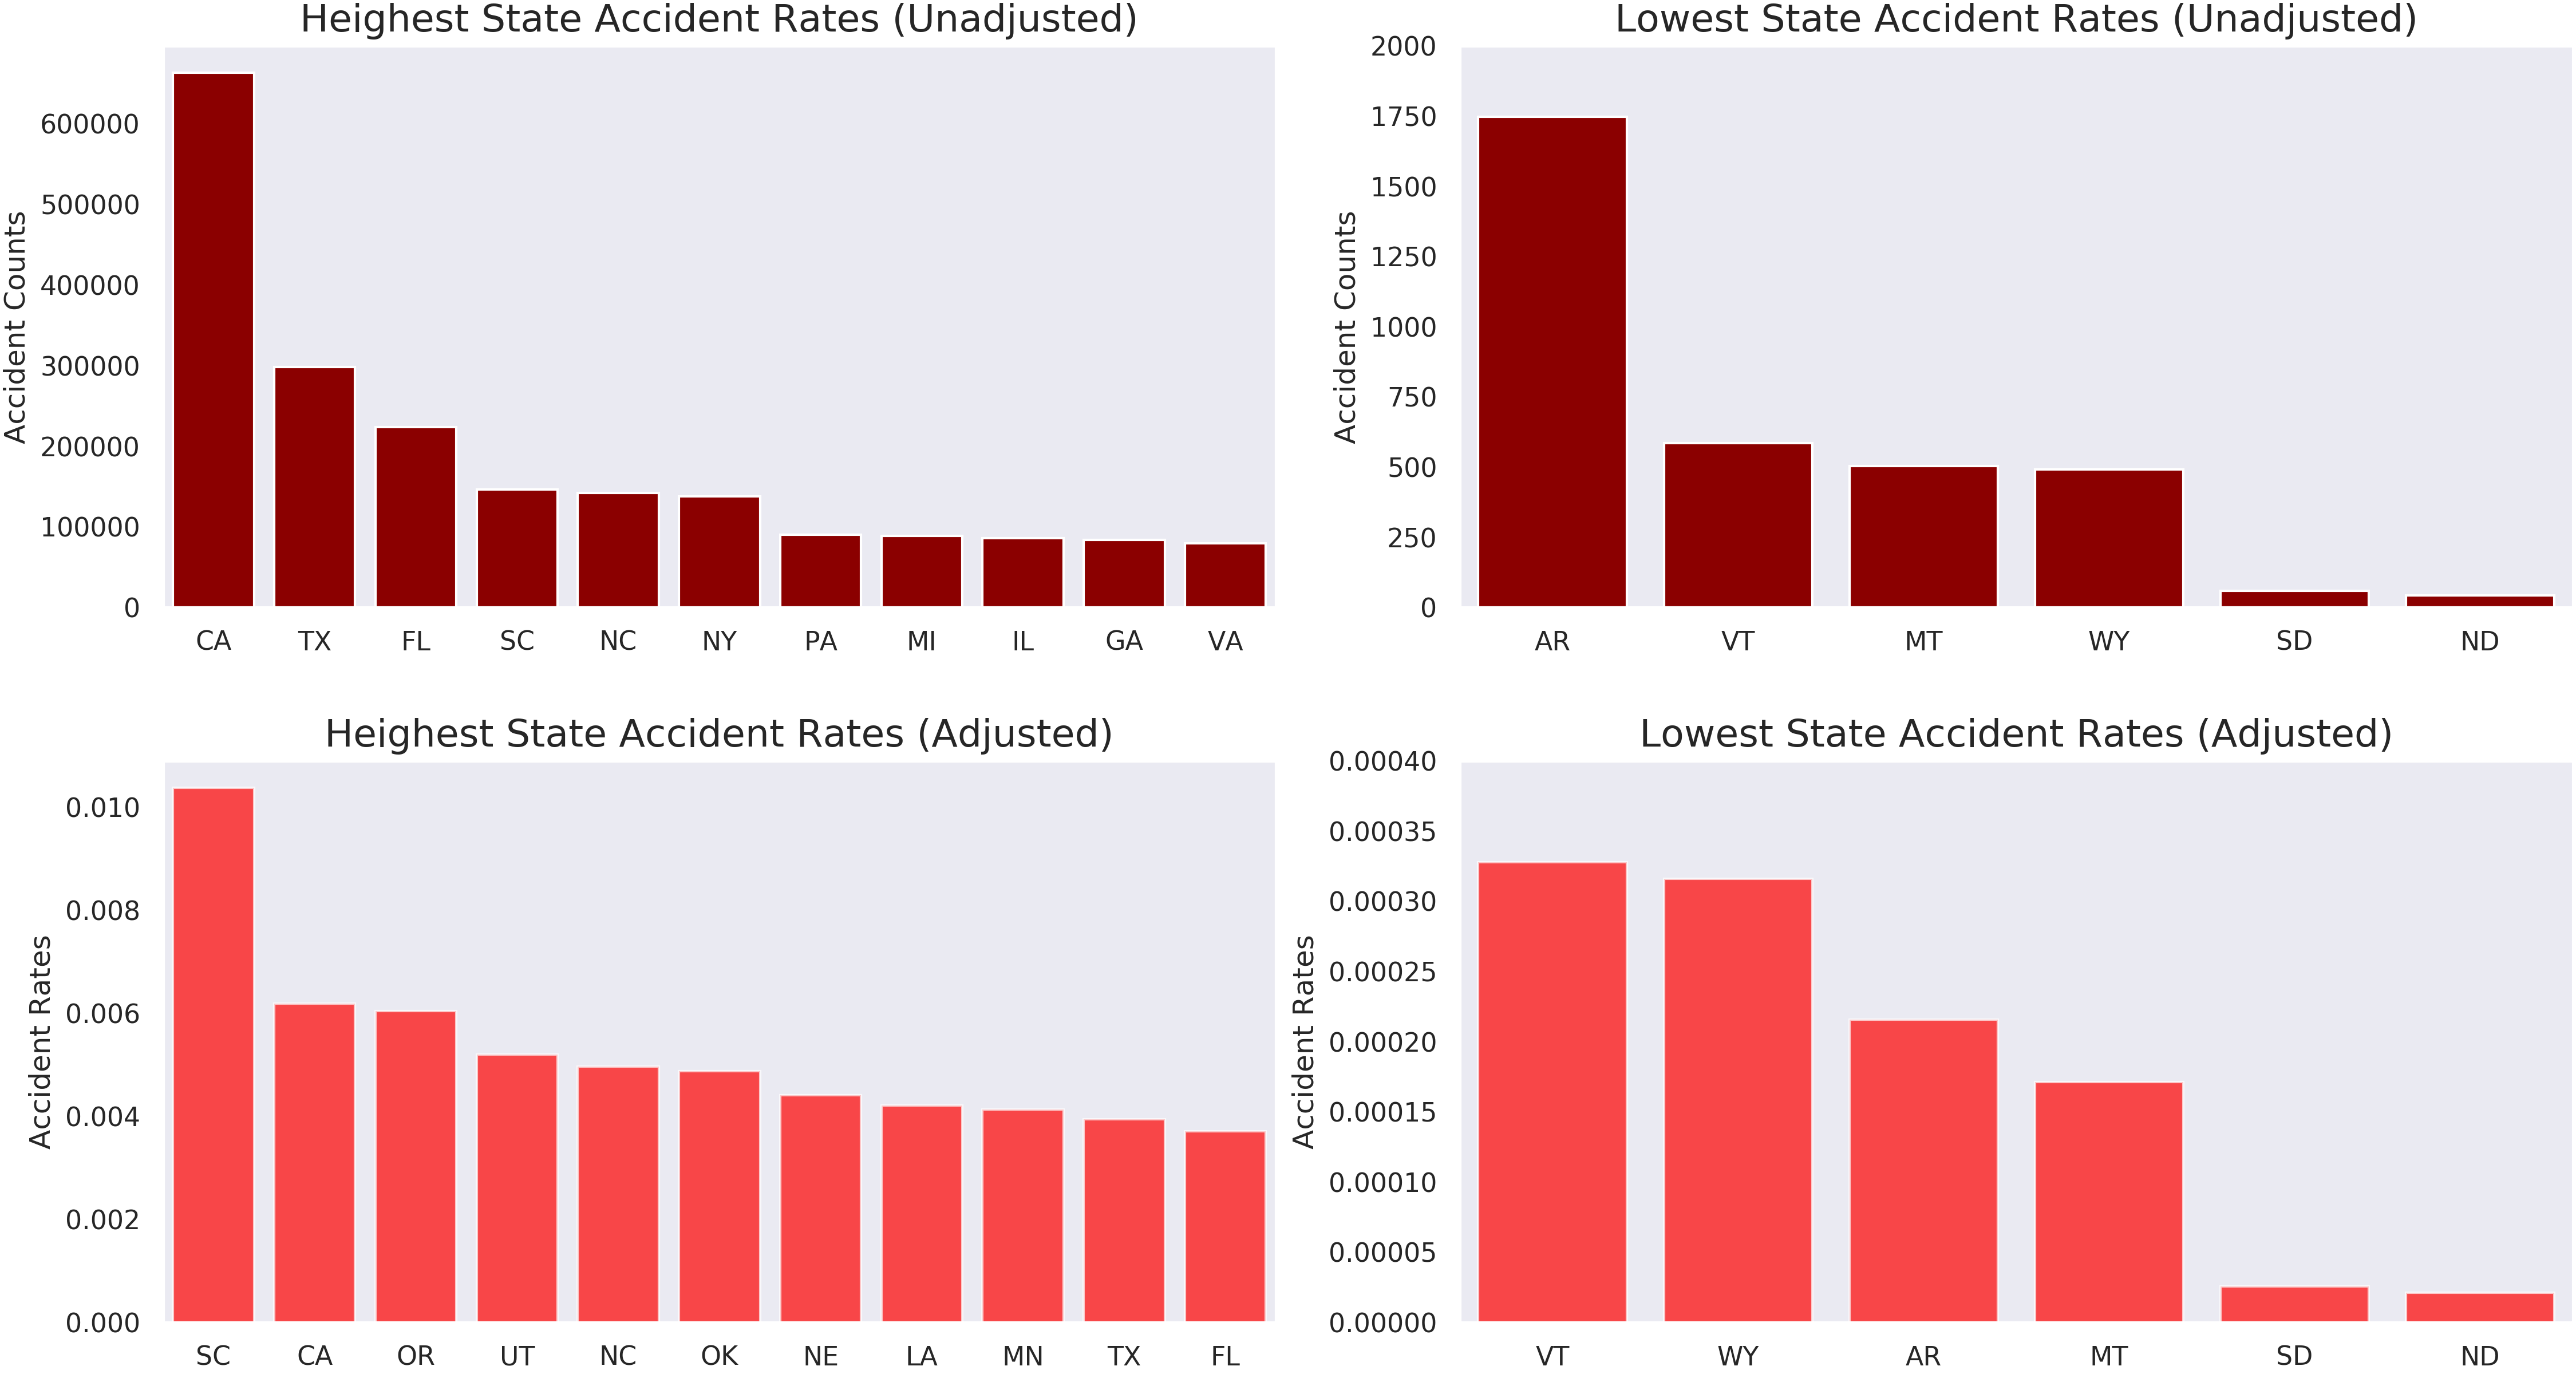 Heighest State Accident Rates (Unadjusted)
Accident Counts
600000
500000
400000
300000
200000
100000
0
CA TX FL SC NC NY PA MI IL GA VA
Lowest State Accident Rates (Unadjusted)
Accident Counts
2000
1750
1500
1250
1000
750
500
250
0
AR VT MT WY SD ND
Heighest State Accident Rates (Adjusted)
Accident Rates
0.010
0.008
0.006
0.004
0.002
0.000
SC CA OR UT NC OK NE LA MN TX FL
Lowest State Accident Rates (Adjusted)
Accident Rates
0.00040
0.00035
0.00030
0.00025
0.00020
0.00015
0.00010
0.00005
0.00000
VT WY AR MT SD ND